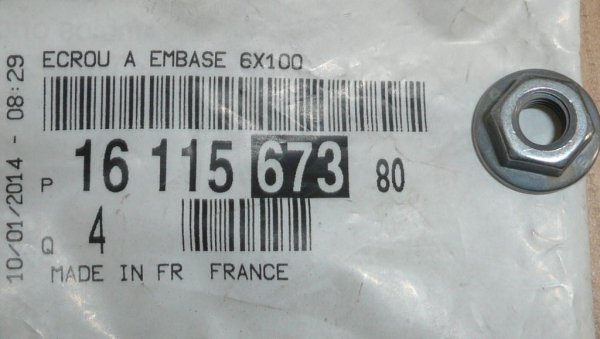 ECROU A EMBASE 6X100
P 16 115 673 80
Q 4
MADE IN FR FRANCE
10/01/2014 - 08:29